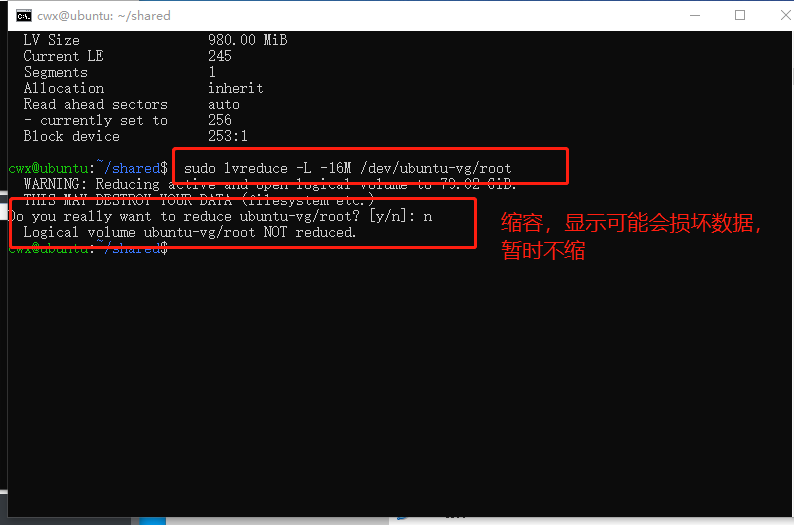 cwx@ubuntu: ~/shared
LV Size 980.00 MiB
Current LE 245
Segments 1
Allocation inherit
Read ahead sectors auto
- currently set to 256
Block device 253:1
cwx@ubuntu:~/shared$ sudo lvreduce -L -16M /dev/ubuntu-vg/root
WARNING: Reducing active and open logical volume to 79.02 GiB.
THIS MAY DESTROY YOUR DATA (filesystem etc.)
Do you really want to reduce ubuntu-vg/root? [y/n]: n
Logical volume ubuntu-vg/root NOT reduced.
cwx@ubuntu:~/shared$
缩容，显示可能会损坏数据，
暂时不缩